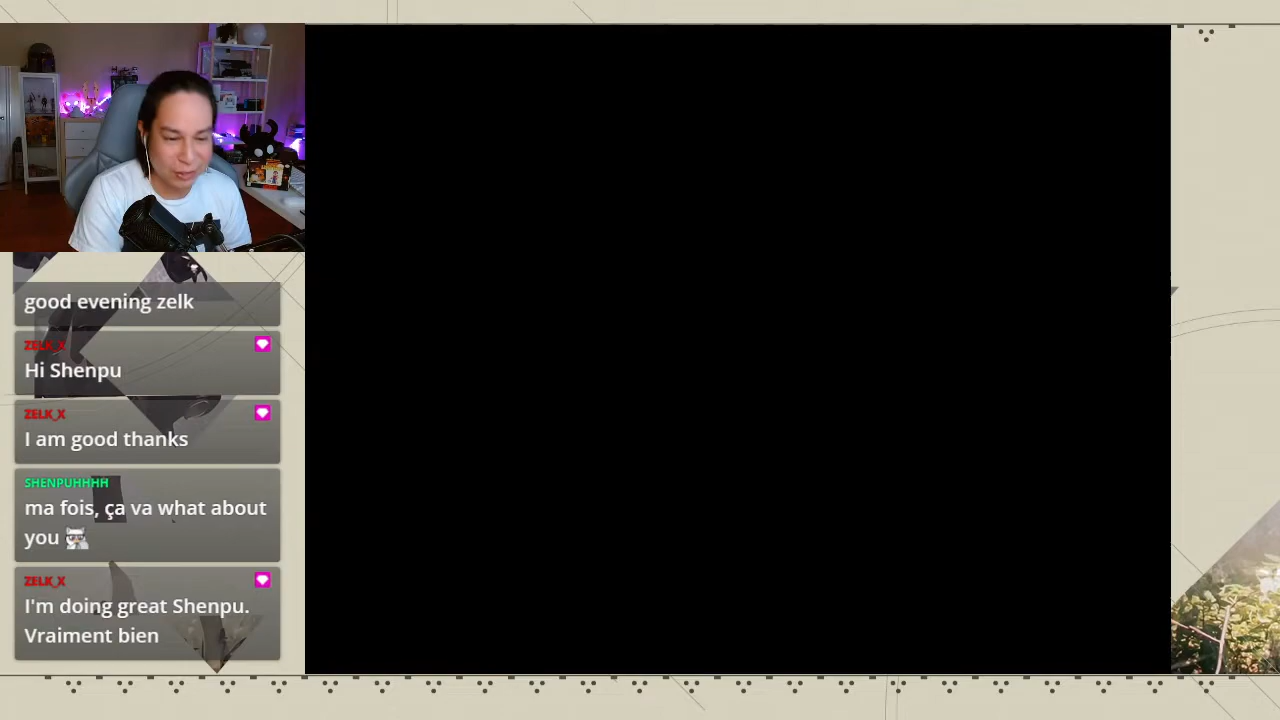 good evening zelk
ZELK_X
Hi Shenpu
ZELK_X
I am good thanks
SHENPUHHHH
ma fois, ça va what about
you
ZELK_X
I'm doing great Shenpu.
Vraiment bien